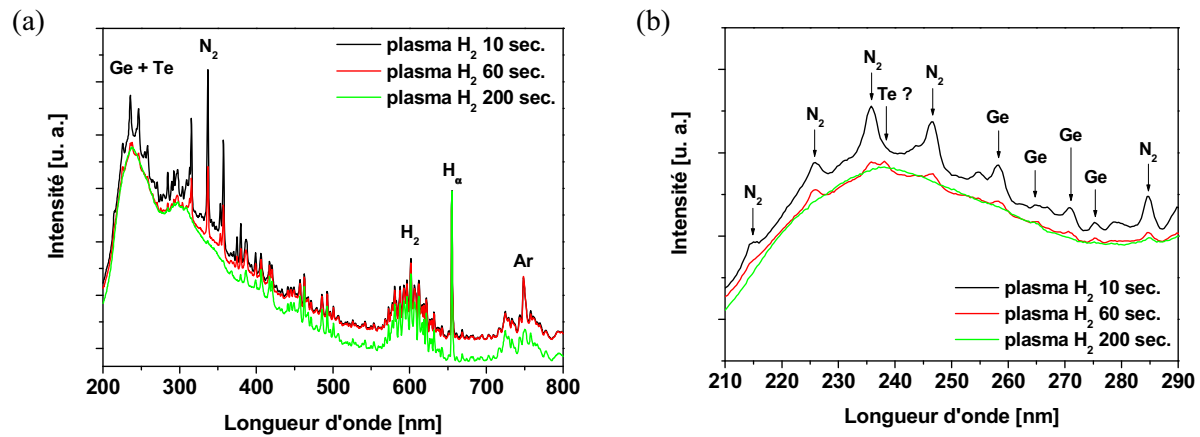 (a)
Intensité [u. a.]
Ge + Te
N₂
plasma H₂ 10 sec.
plasma H₂ 60 sec.
plasma H₂ 200 sec.
Hα
H₂
Ar
200 300 400 500 600 700 800
Longueur d'onde [nm]
(b)
Intensité [u. a.]
N₂
N₂
N₂
Te ?
N₂
Ge
Ge
Ge
Ge
N₂
plasma H₂ 10 sec.
plasma H₂ 60 sec.
plasma H₂ 200 sec.
210 220 230 240 250 260 270 280 290
Longueur d'onde [nm]